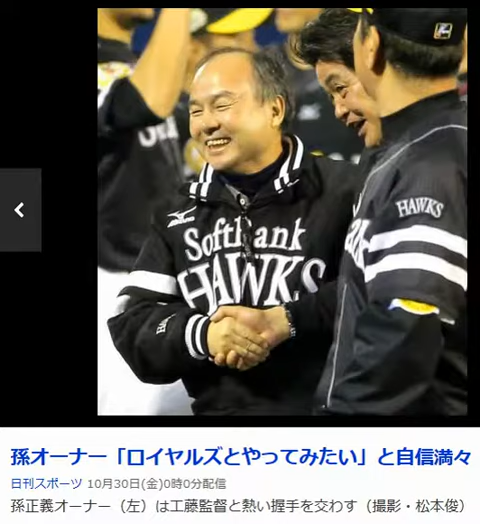 MIZUNO
SoftBank
HAWKS
HAWKS
孫オーナー「ロイヤルズとやってみたい」と自信満々
日刊スポーツ 10月30日(金)0時0分配信
孫正義オーナー（左）は工藤監督と熱い握手を交わす（撮影・松本俊）